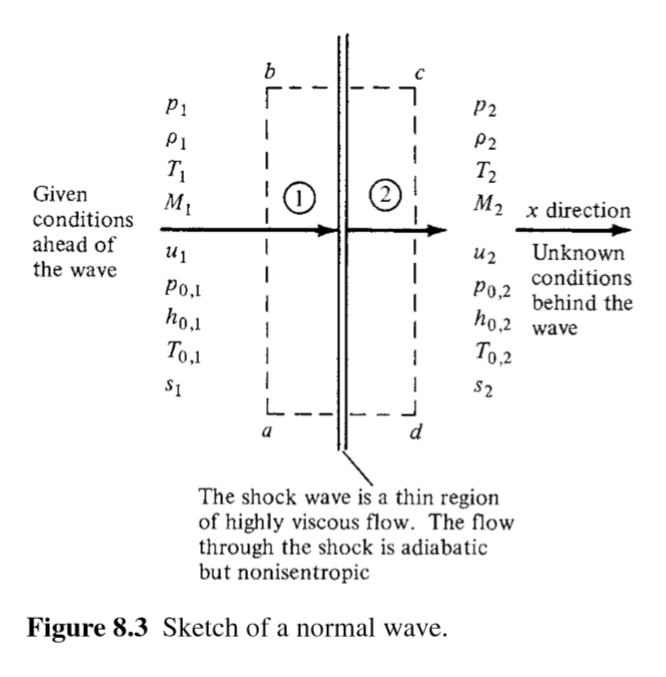 b
c
p1
ρ1
T1
M1
u1
p0,1
h0,1
T0,1
s1
Given
conditions
ahead of
the wave
1
2
p2
ρ2
T2
M2
u2
p0,2
h0,2
T0,2
s2
x direction
Unknown
conditions
behind the
wave
a
d
The shock wave is a thin region
of highly viscous flow. The flow
through the shock is adiabatic
but nonisentropic
Figure 8.3 Sketch of a normal wave.